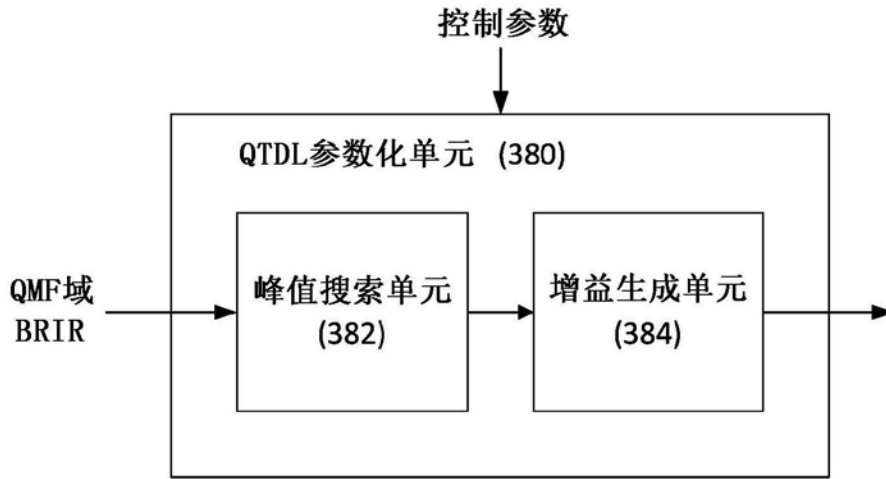 控制参数
QTDL参数化单元 (380)
QMF域
BRIR
峰值搜索单元
(382)
增益生成单元
(384)